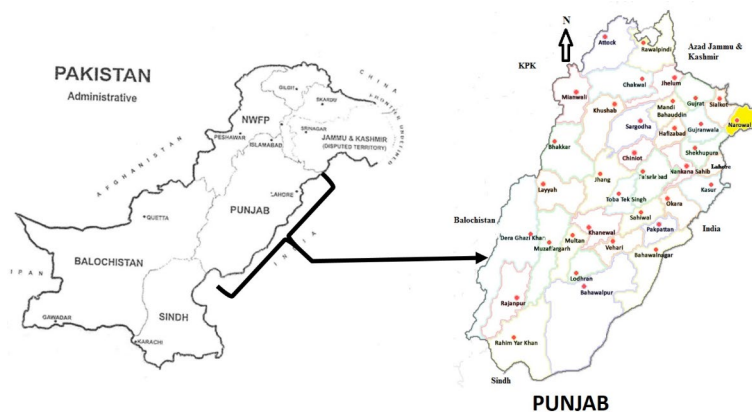 PAKISTAN
Administrative
CHINA
GILGIT
SKARDU
NWFP
SRINAGAR
PESHAWAR
ISLAMABAD
JAMMU & KASHMIR
(DISPUTED TERRITORY)
FRONTIER UNDEFINED
AFGHANISTAN
LAHORE
PUNJAB
QUETTA
BALOCHISTAN
INDIA
IRAN
SINDH
GAWADAR
KARACHI
N
Attock
Rawalpindi
Azad Jammu &
Kashmir
KPK
Chakwal
Jhelum
Mianwali
Khushab
Mandi
Bahauddin
Gujrat
Sialkot
Narowal
Sargodha
Hafizabad
Gujranwala
Bhakkar
Chiniot
Shekhupura
Lahore
Nankana Sahib
Jhang
Layyah
Kasur
Toba Tek Singh
Okara
Sahiwal
Balochistan
India
Dera Ghazi Khan
Muzaffargarh
Multan
Khanewal
Vehari
Pakpattan
Bahawalnagar
Lodhran
Bahawalpur
Rajanpur
Rahim Yar Khan
Sindh
PUNJAB